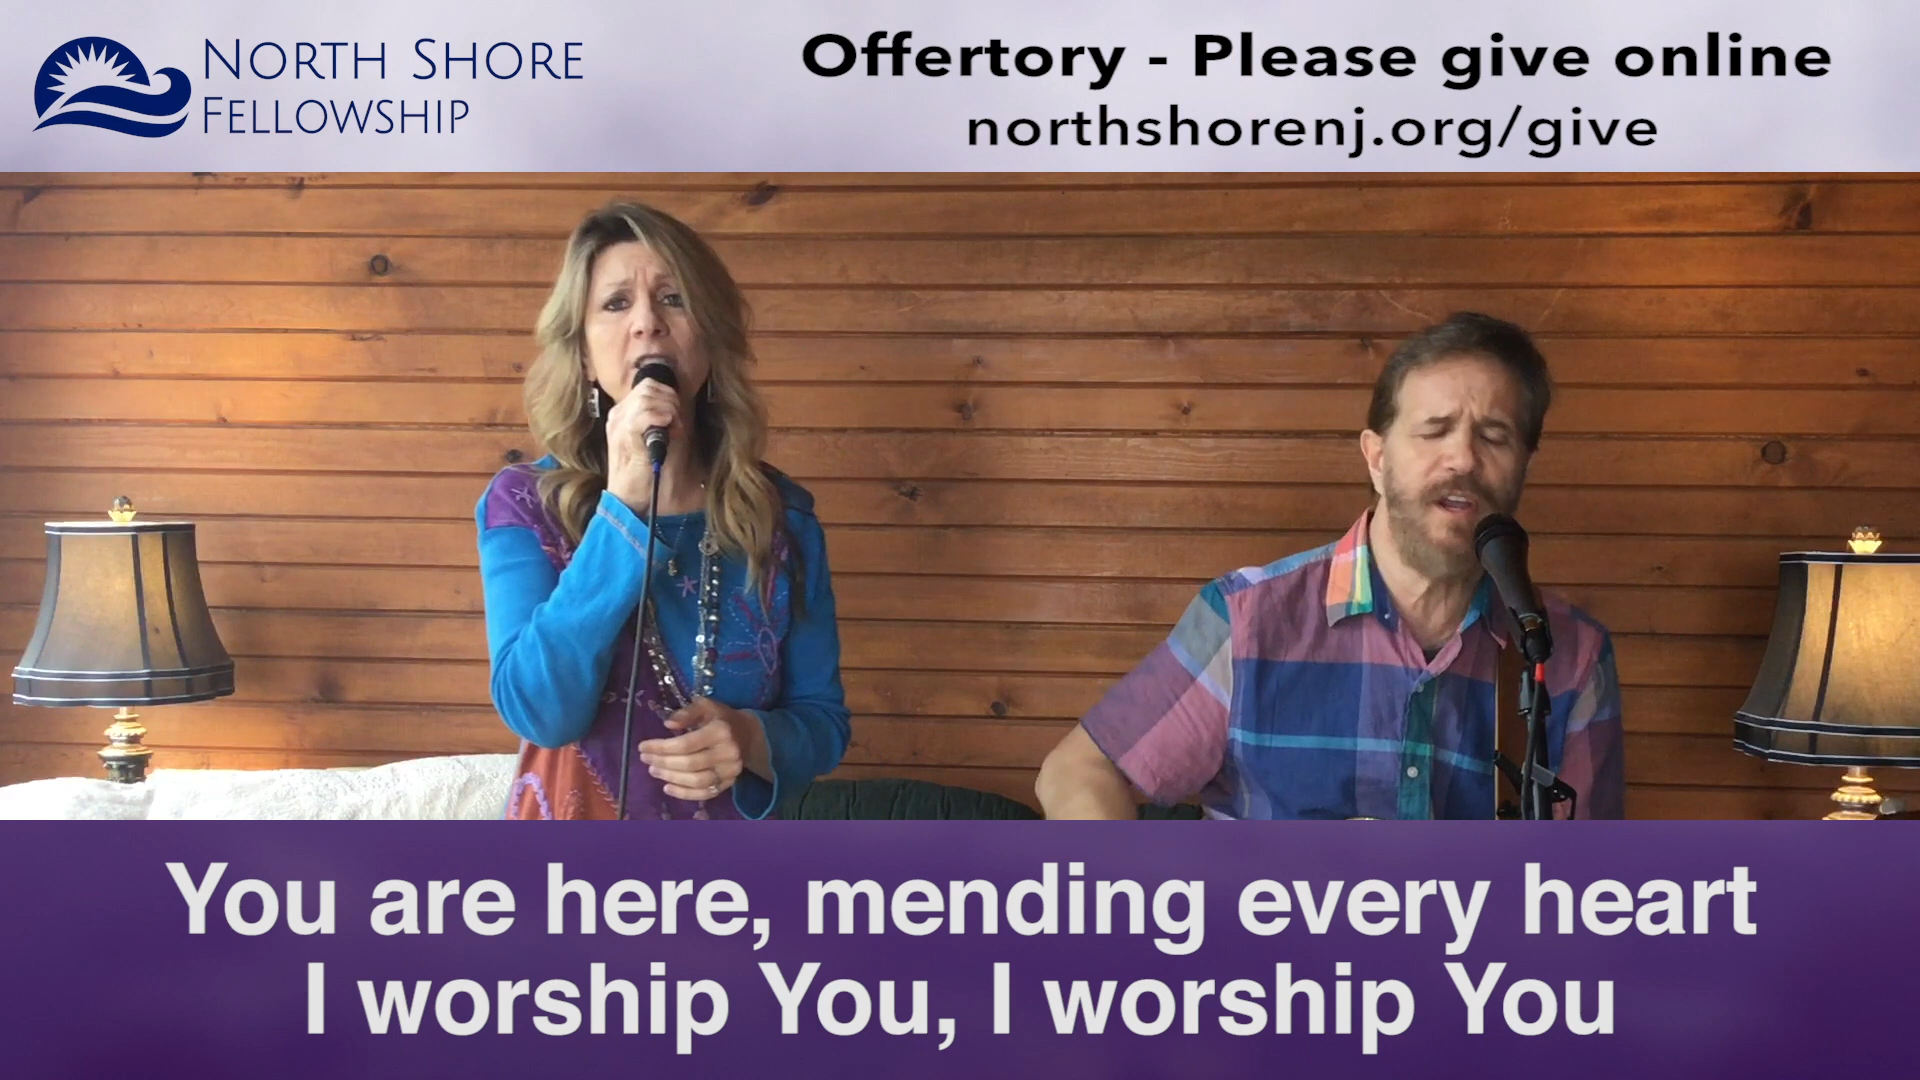 NORTH SHORE
FELLOWSHIP
Offertory - Please give online
northshorenj.org/give
You are here, mending every heart
I worship You, I worship You